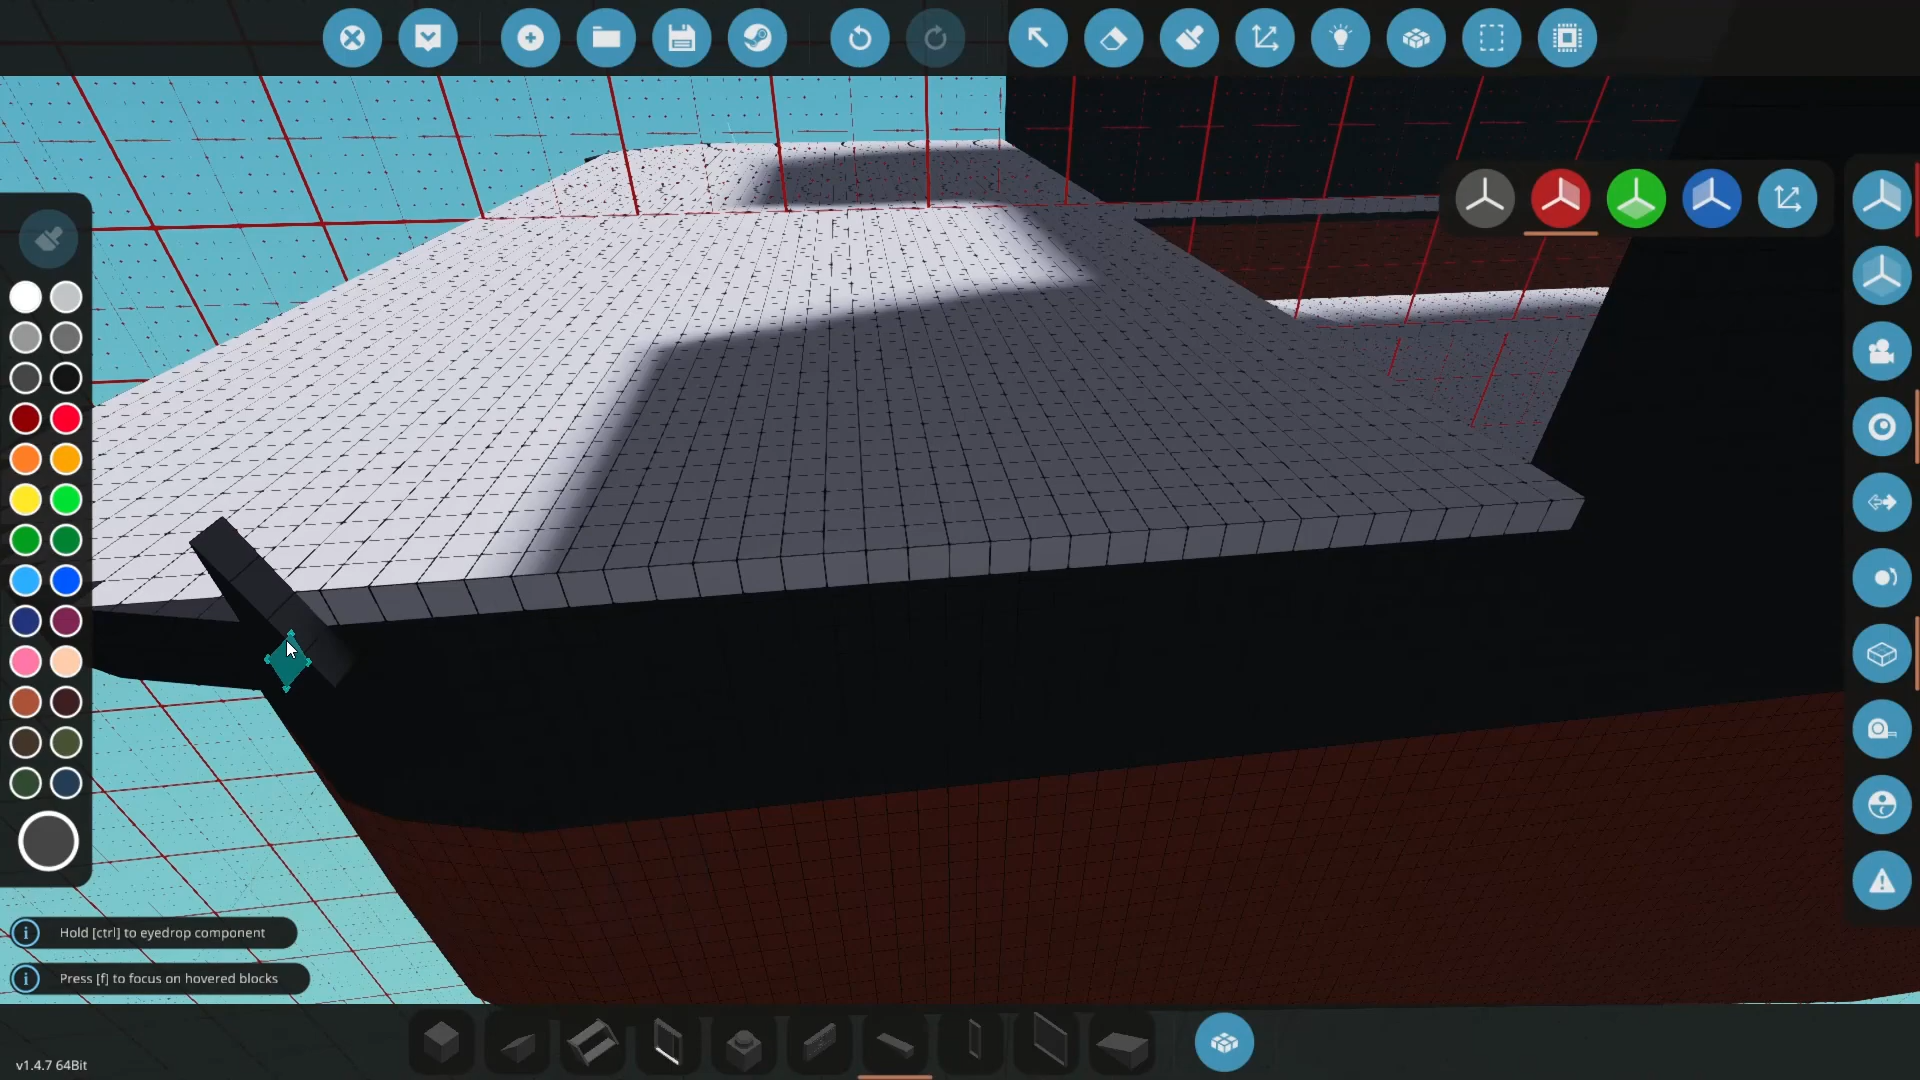 Hold [ctrl] to eyedrop component
Press [f] to focus on hovered blocks
v1.4.7 64Bit